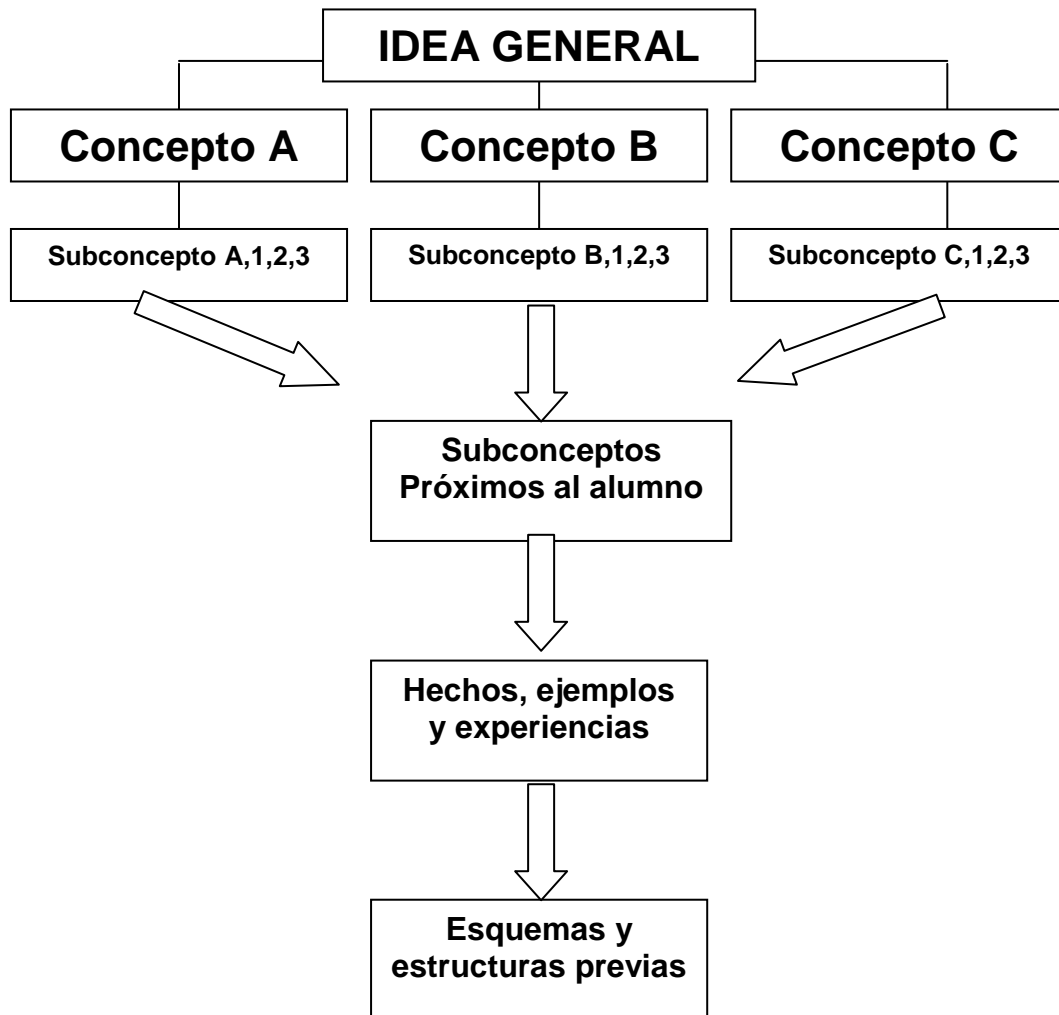 IDEA GENERAL
Concepto A
Concepto B
Concepto C
Subconcepto A,1,2,3
Subconcepto B,1,2,3
Subconcepto C,1,2,3
Subconceptos
Próximos al alumno
Hechos, ejemplos
y experiencias
Esquemas y
estructuras previas